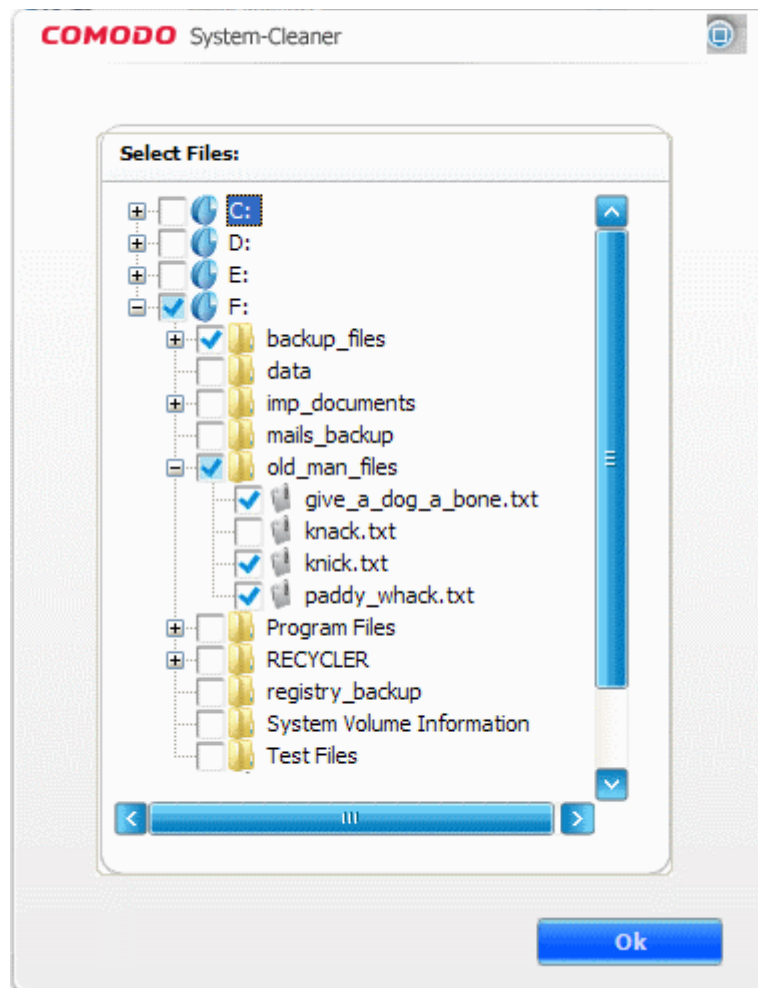 COMODO System-Cleaner
Select Files:
C:
D:
E:
F:
backup_files
data
imp_documents
mails_backup
old_man_files
give_a_dog_a_bone.txt
knack.txt
knick.txt
paddy_whack.txt
Program Files
RECYCLER
registry_backup
System Volume Information
Test Files
Ok